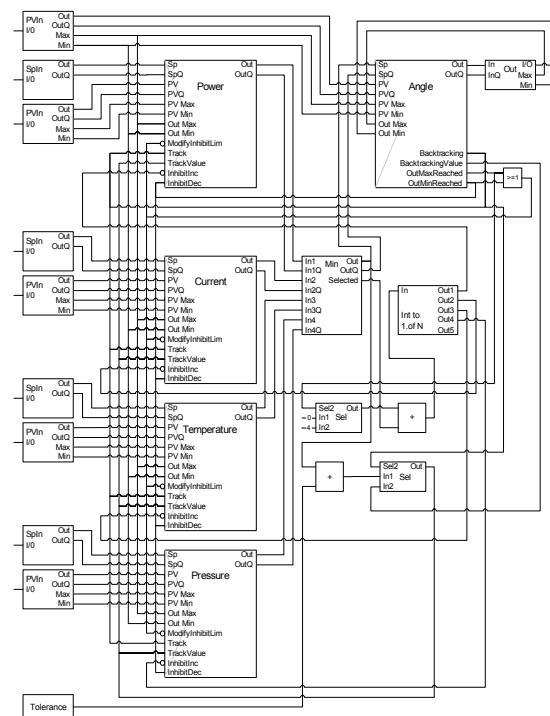 PVIn Out
I/0 OutQ
Max
Min
SpIn Out
I/0 OutQ
PVIn Out
I/0 OutQ
Max
Min
Sp Out
SpQ OutQ
PV Power
PVQ
PV Max
PV Min
Out Max
Out Min
ModifyInhibitLim
Track
TrackValue
InhibitInc
InhibitDec
Sp Out
SpQ OutQ
PV Angle
PVQ
PV Max
PV Min
Out Max
Out Min
Backtracking
BacktrackingValue
OutMaxReached
OutMinReached
In I/O
InQ Out Max
Min
>=1
SpIn Out
I/0 OutQ
PVIn Out
I/0 OutQ
Max
Min
Sp Out
SpQ OutQ
PV Current
PVQ
PV Max
PV Min
Out Max
Out Min
ModifyInhibitLim
Track
TrackValue
InhibitInc
InhibitDec
In1 Min Out
In1Q OutQ
In2 Selected
In2Q
In3
In3Q
In4
In4Q
In Out1
Out2
Int to Out3
1.of N Out4
Out5
SpIn Out
I/0 OutQ
PVIn Out
I/0 OutQ
Max
Min
Sp Out
SpQ OutQ
PV Temperature
PVQ
PV Max
PV Min
Out Max
Out Min
ModifyInhibitLim
Track
TrackValue
InhibitInc
InhibitDec
Sel2 Out
0 In1 Sel
4 In2
+
+
Sel2 Out
In1 Sel
In2
SpIn Out
I/0 OutQ
PVIn Out
I/0 OutQ
Max
Min
Sp Out
SpQ OutQ
PV Pressure
PVQ
PV Max
PV Min
Out Max
Out Min
ModifyInhibitLim
Track
TrackValue
InhibitInc
InhibitDec
Tolerance